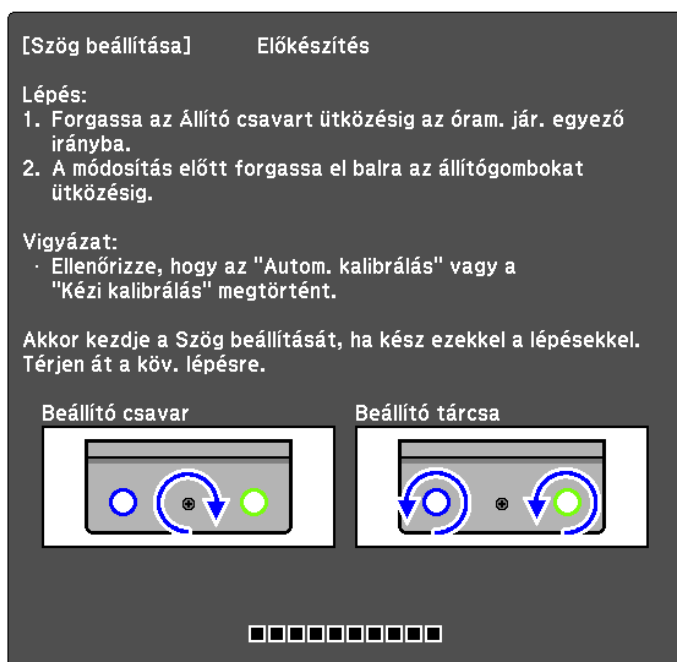 [Szög beállítása] Előkészítés
Lépés:
1. Forgassa az Állító csavart ütközésig az óram. jár. egyező
irányba.
2. A módosítás előtt forgassa el balra az állítógombokat
ütközésig.
Vigyázat:
· Ellenőrizze, hogy az "Autom. kalibrálás" vagy a
"Kézi kalibrálás" megtörtént.
Akkor kezdje a Szög beállítását, ha kész ezekkel a lépésekkel.
Térjen át a köv. lépésre.
Beállító csavar Beállító tárcsa